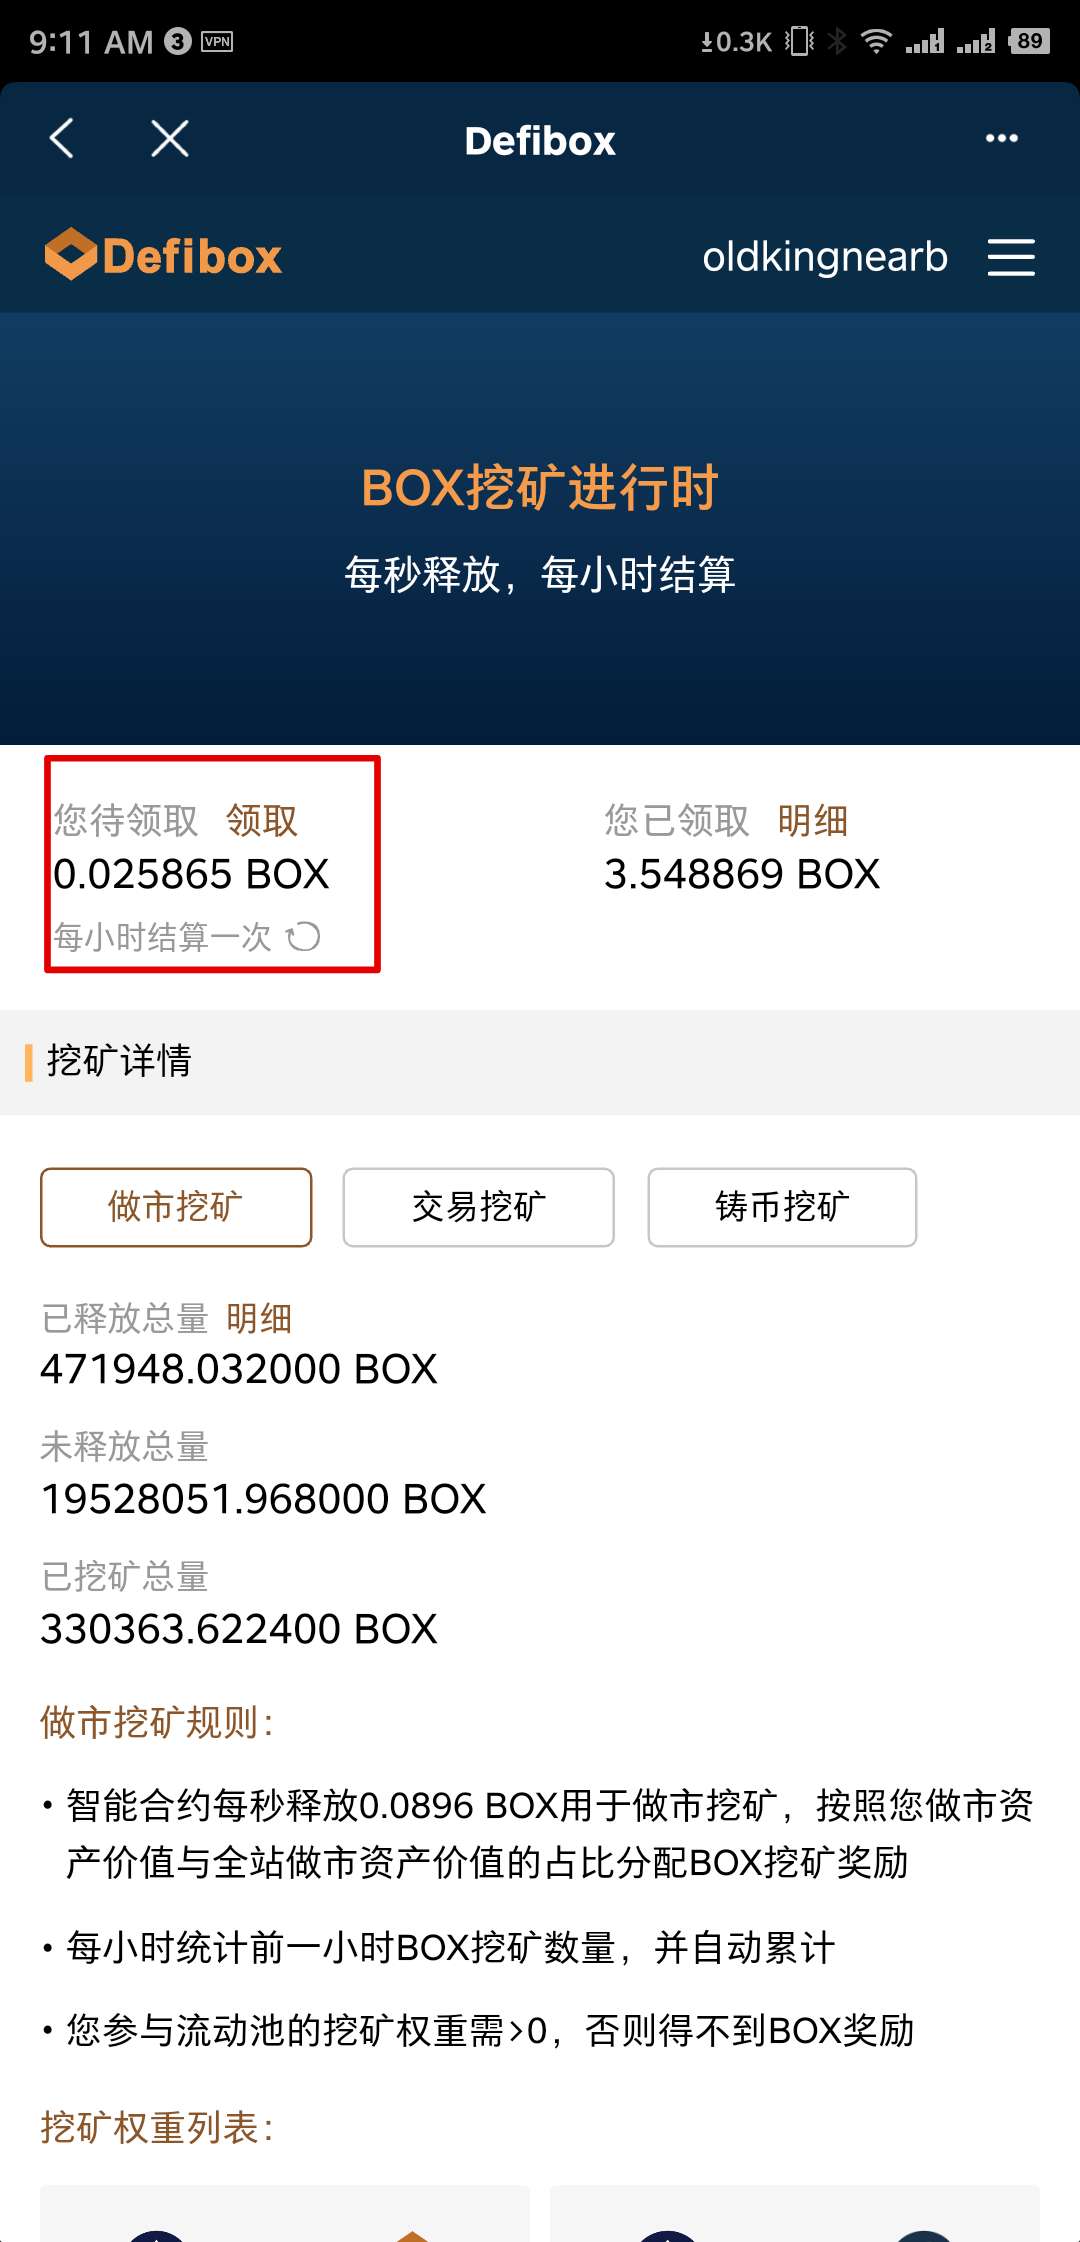 9:11 AM 3 VPN 0.3K 1 2 89
Defibox
Defibox oldkingnearb
BOX挖矿进行时
每秒释放，每小时结算
您待领取 领取 您已领取 明细
0.025865 BOX 3.548869 BOX
每小时结算一次
挖矿详情
做市挖矿 交易挖矿 铸币挖矿
已释放总量 明细
471948.032000 BOX
未释放总量
19528051.968000 BOX
已挖矿总量
330363.622400 BOX
做市挖矿规则：
· 智能合约每秒释放0.0896 BOX用于做市挖矿，按照您做市资
产价值与全站做市资产价值的占比分配BOX挖矿奖励
· 每小时统计前一小时BOX挖矿数量，并自动累计
· 您参与流动池的挖矿权重需>0，否则得不到BOX奖励
挖矿权重列表：